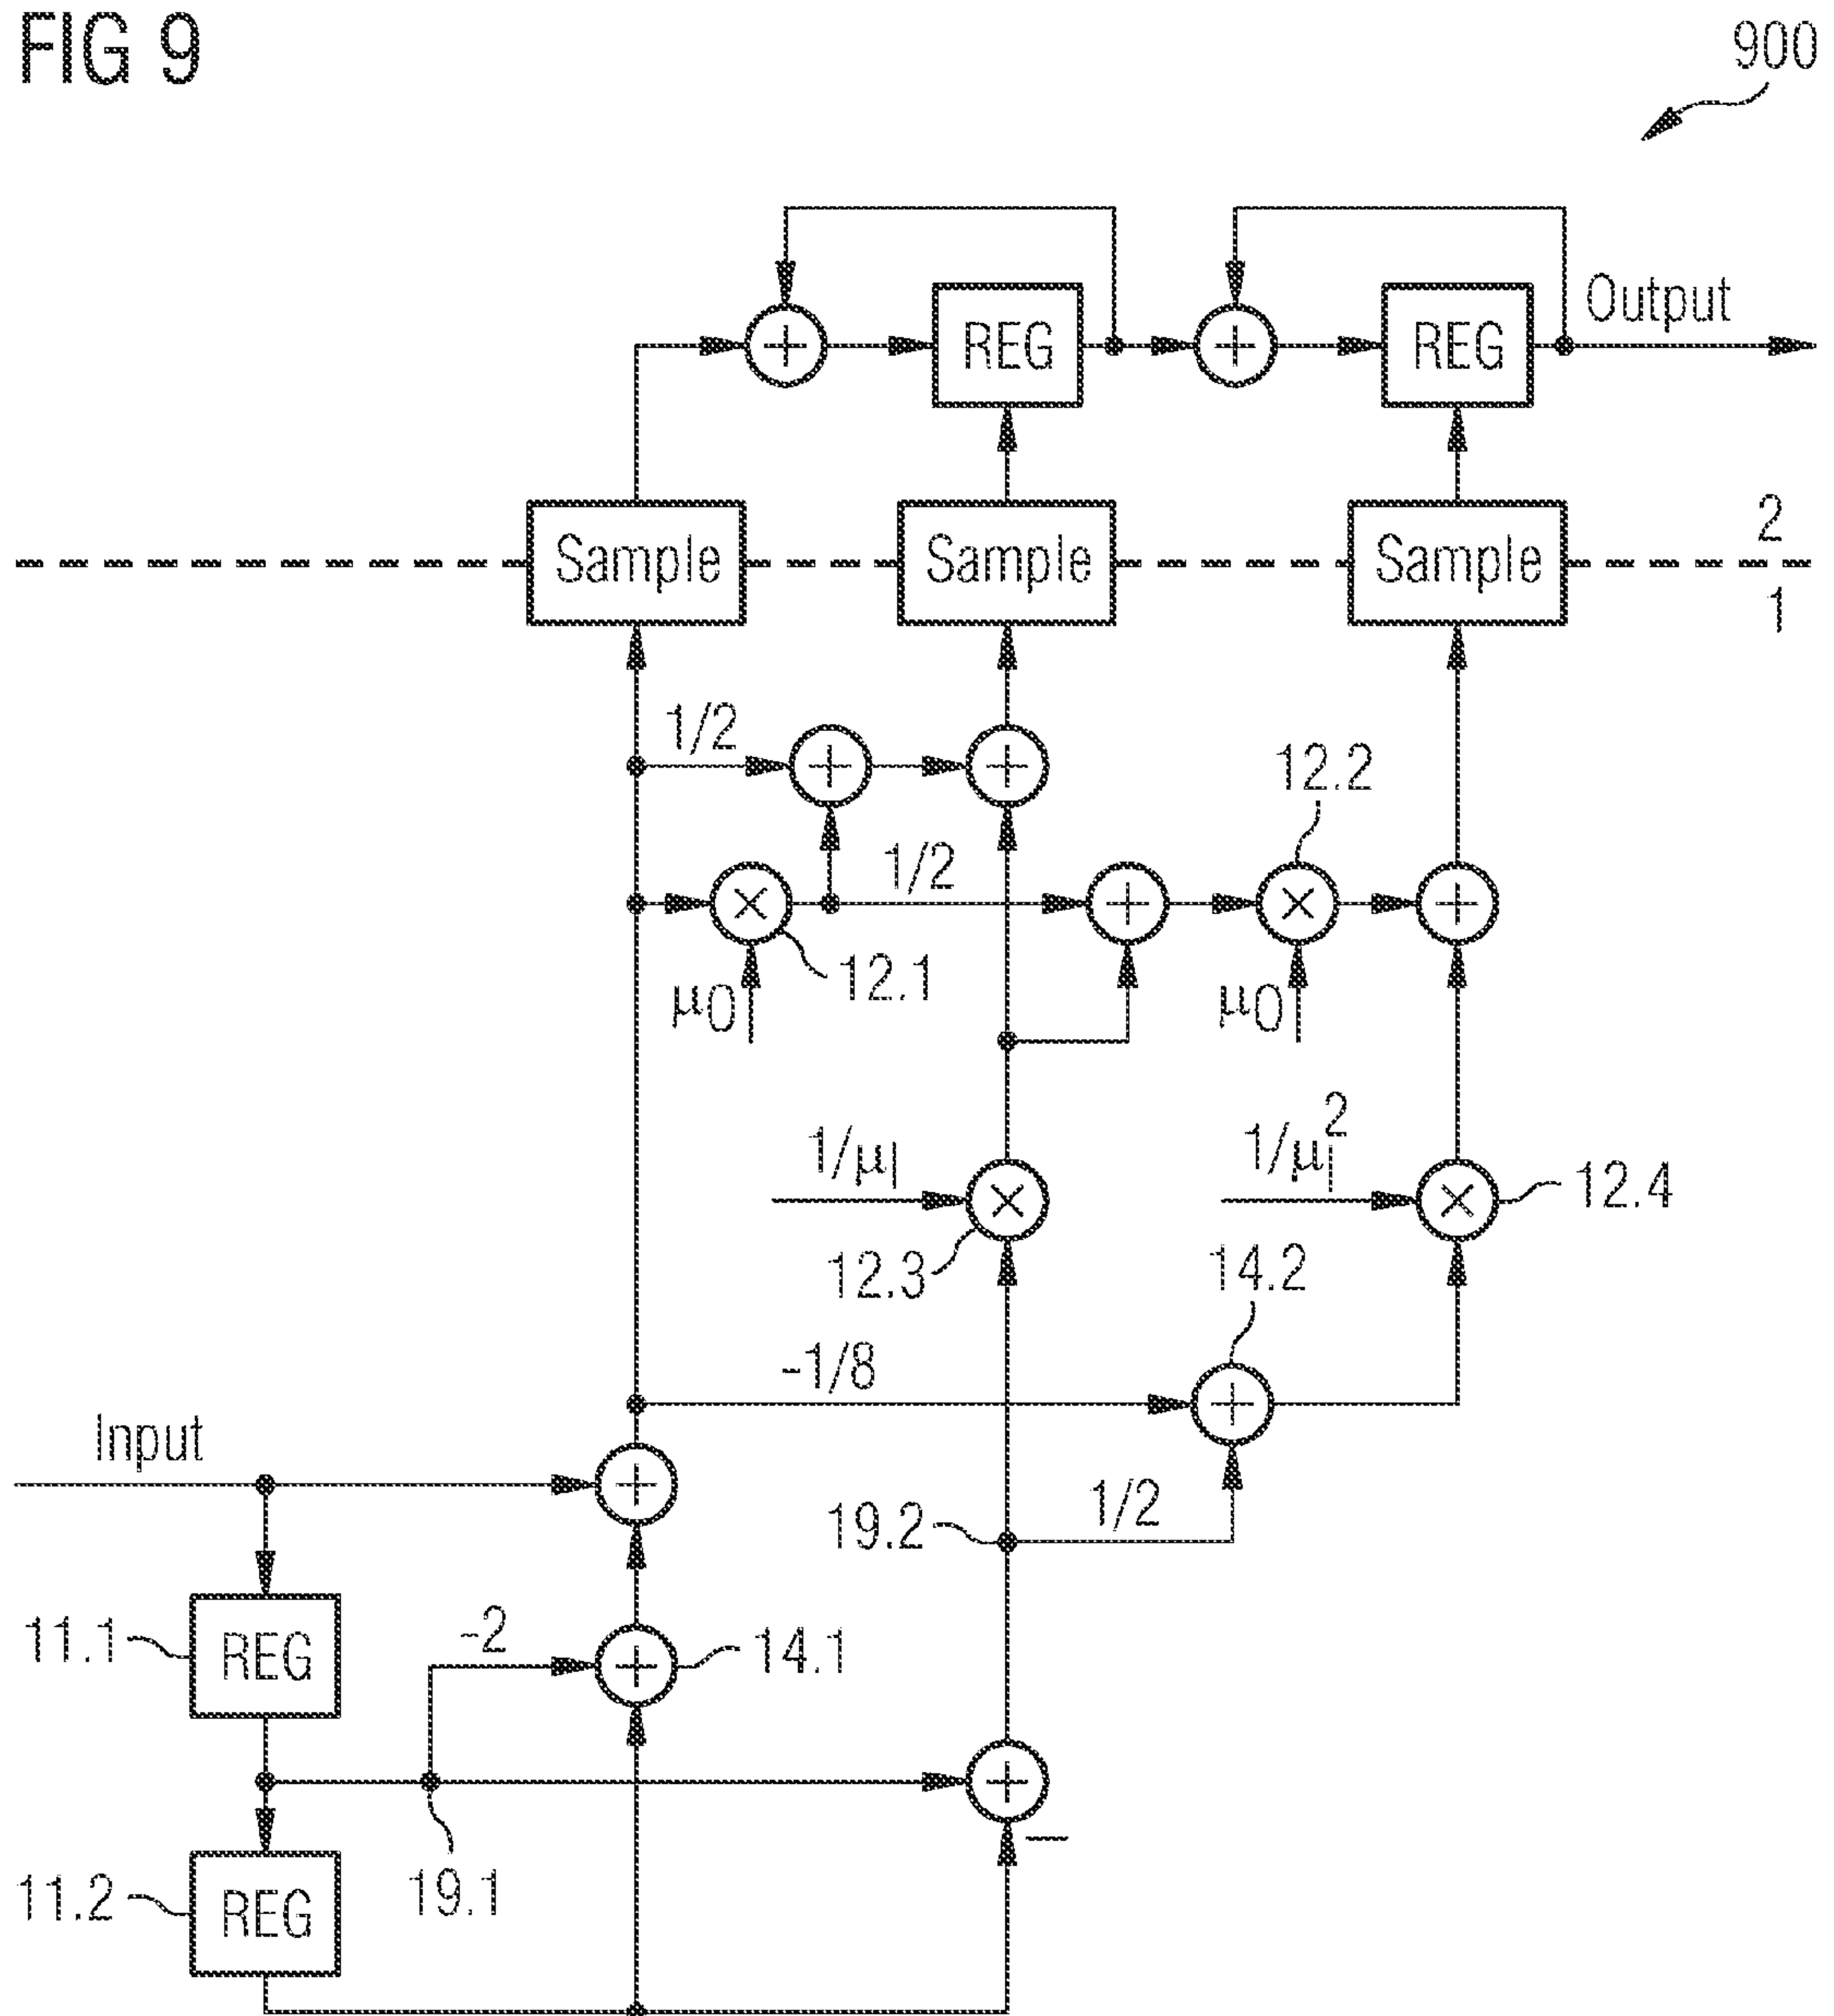 FIG 9
900
Output
+
REG
+
REG
Sample
Sample
Sample
2
1
1/2
+
+
12.2
×
1/2
+
×
+
μ0
12.1
μ0
1/μI
×
1/μI²
×
12.4
12.3
14.2
-1/8
+
Input
+
19.2
1/2
11.1
REG
-2
+
14.1
+
–
11.2
REG
19.1